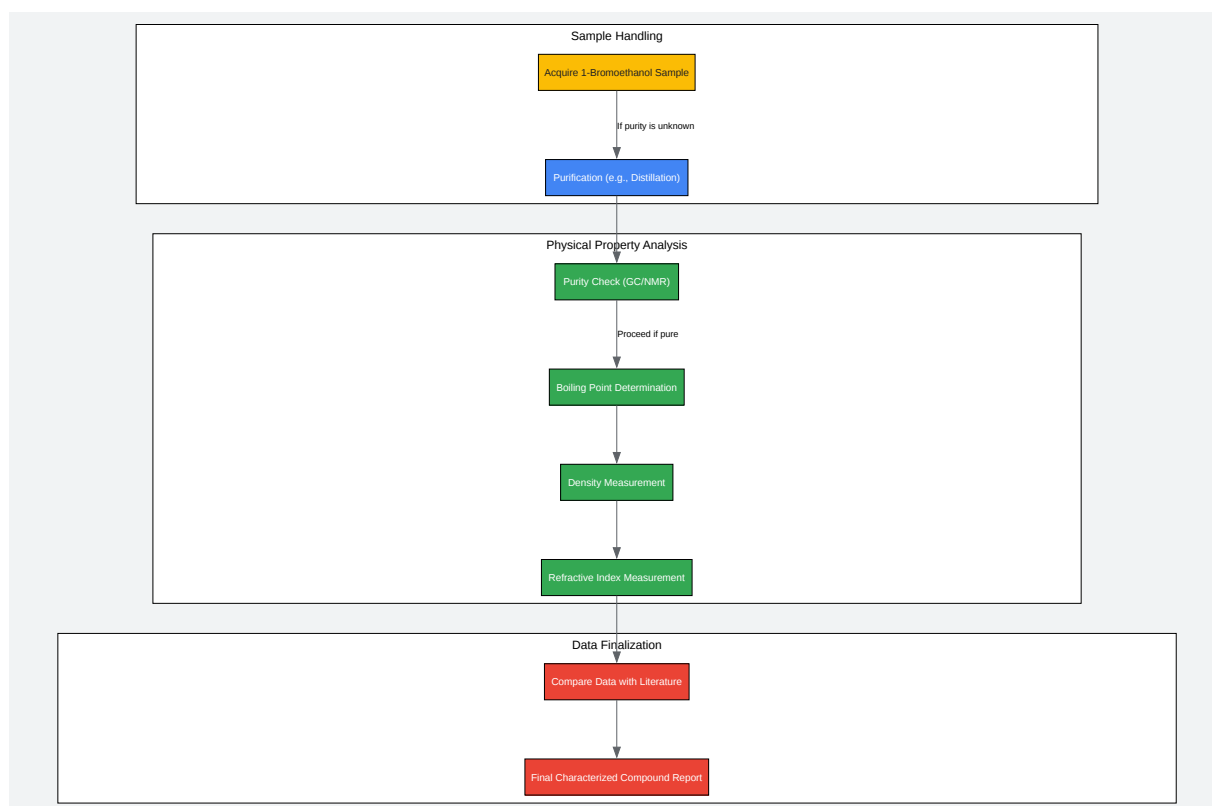 Sample Handling
Acquire 1-Bromoethanol Sample
If purity is unknown
Purification (e.g., Distillation)
Physical Property Analysis
Purity Check (GC/NMR)
Proceed if pure
Boiling Point Determination
Density Measurement
Refractive Index Measurement
Data Finalization
Compare Data with Literature
Final Characterized Compound Report